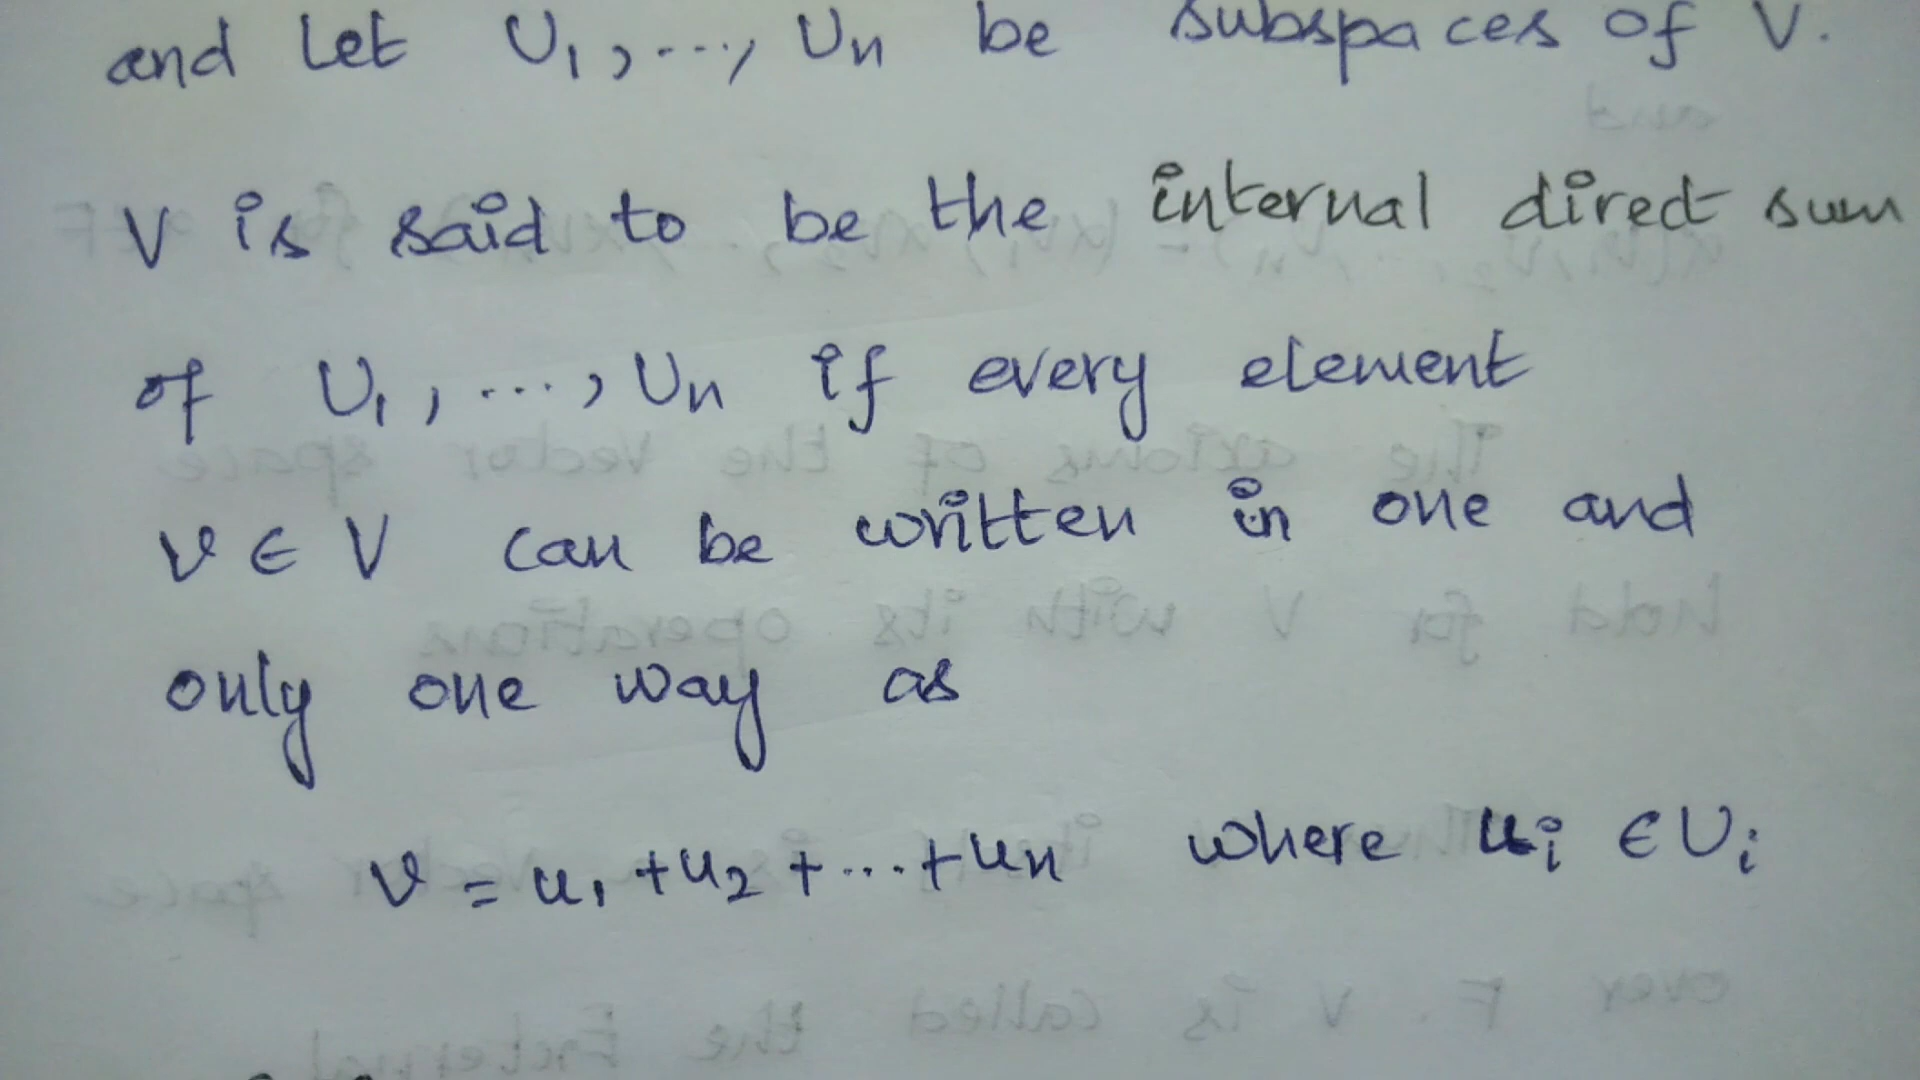 and let U₁, ..., Uₙ be subspaces of V.
V is said to be the internal direct sum
of U₁, ..., Uₙ if every element
v ∈ V can be written in one and
only one way as
v = u₁ + u₂ + ... + uₙ where uᵢ ∈ Uᵢ